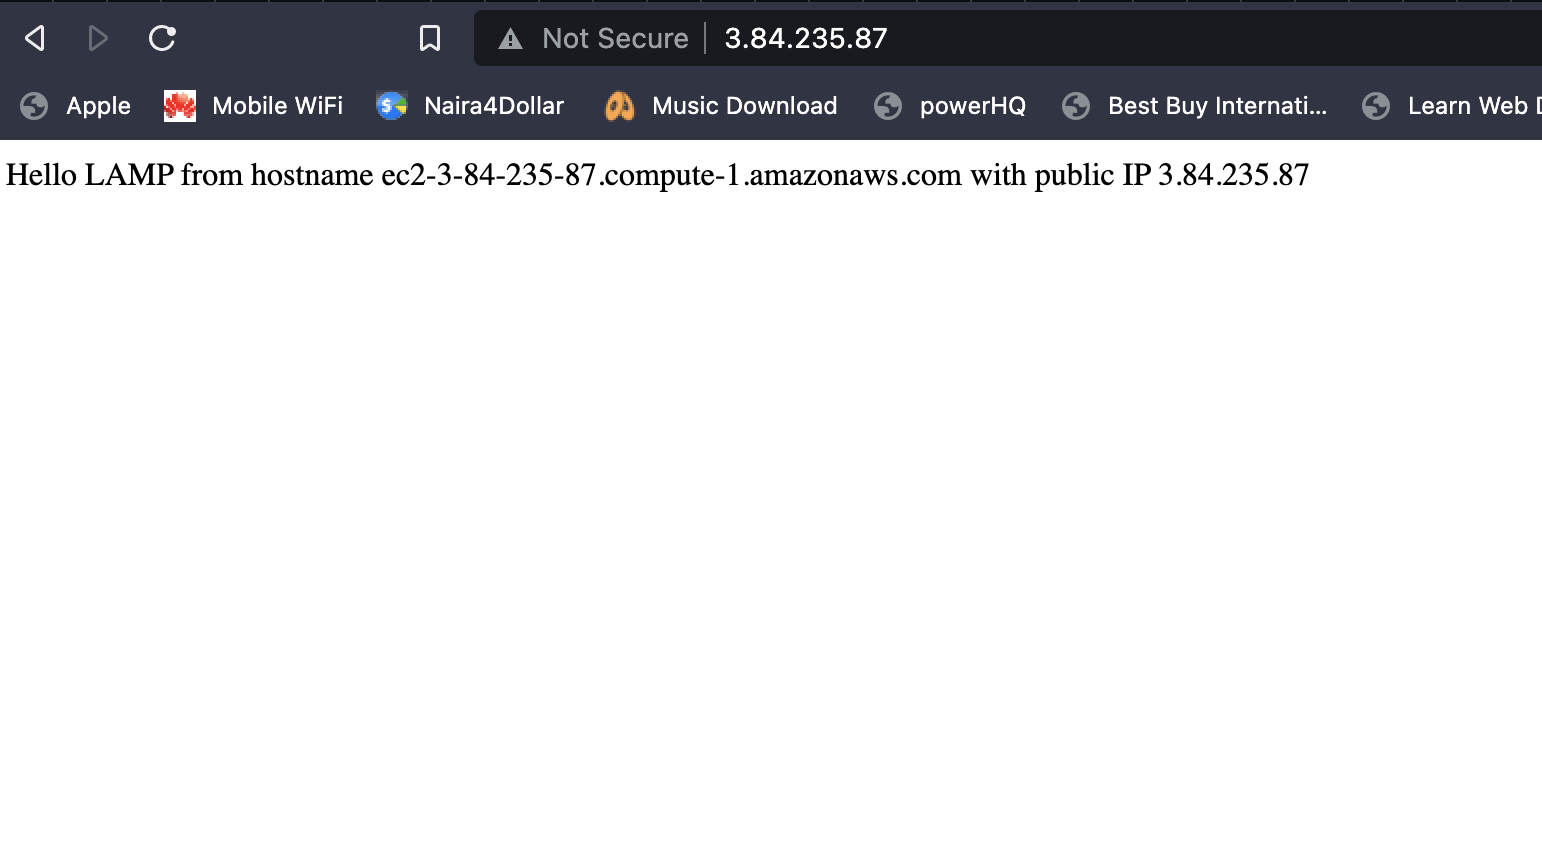 Not Secure 3.84.235.87
Apple Mobile WiFi Naira4Dollar Music Download powerHQ Best Buy Internati... Learn Web
Hello LAMP from hostname ec2-3-84-235-87.compute-1.amazonaws.com with public IP 3.84.235.87